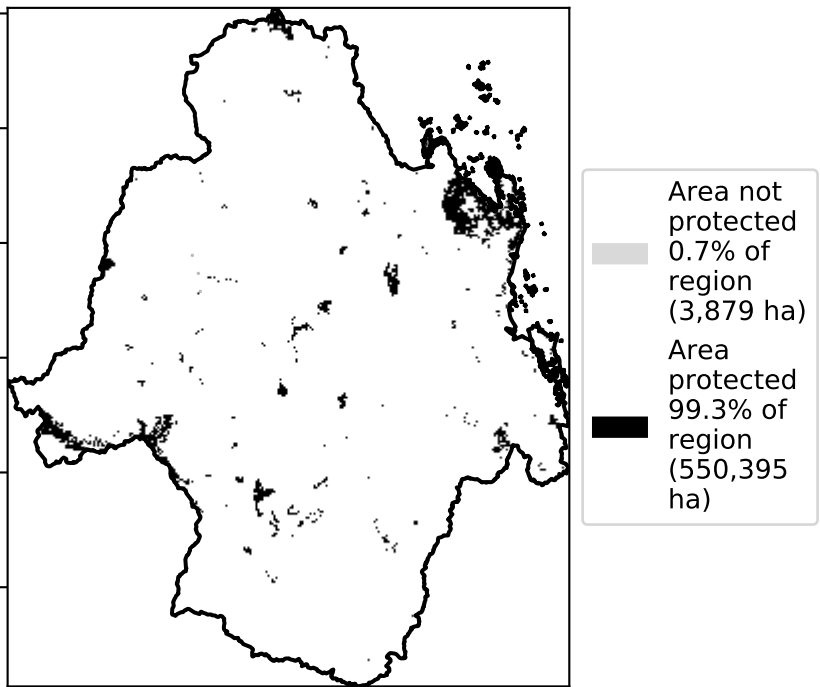 Area not
protected
0.7% of
region
(3,879 ha)
Area
protected
99.3% of
region
(550,395
ha)